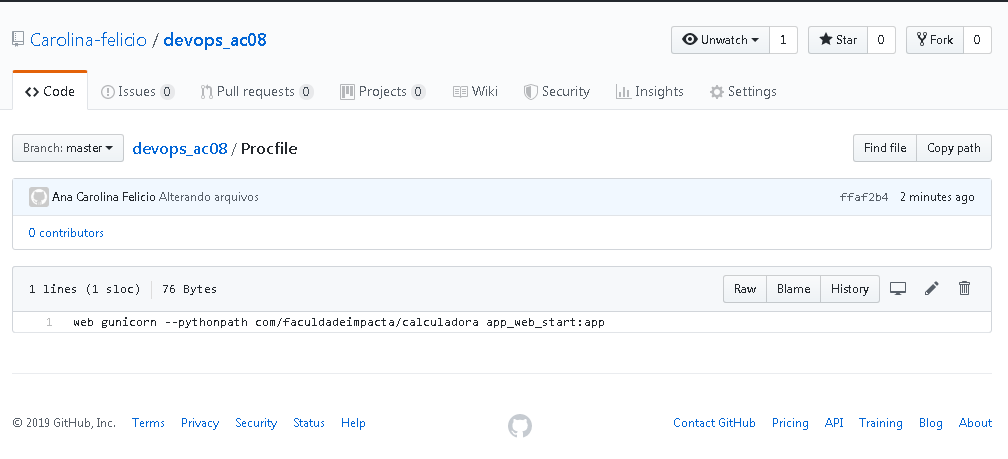 Carolina-felicio / devops_ac08
Unwatch 1 Star 0 Fork 0
Code Issues 0 Pull requests 0 Projects 0 Wiki Security Insights Settings
Branch: master devops_ac08 / Procfile Find file Copy path
Ana Carolina Felicio Alterando arquivos ffaf2b4 2 minutes ago
0 contributors
1 lines (1 sloc) 76 Bytes Raw Blame History
1 web gunicorn --pythonpath com/faculdadeimpacta/calculadora app_web_start:app
© 2019 GitHub, Inc. Terms Privacy Security Status Help Contact GitHub Pricing API Training Blog About